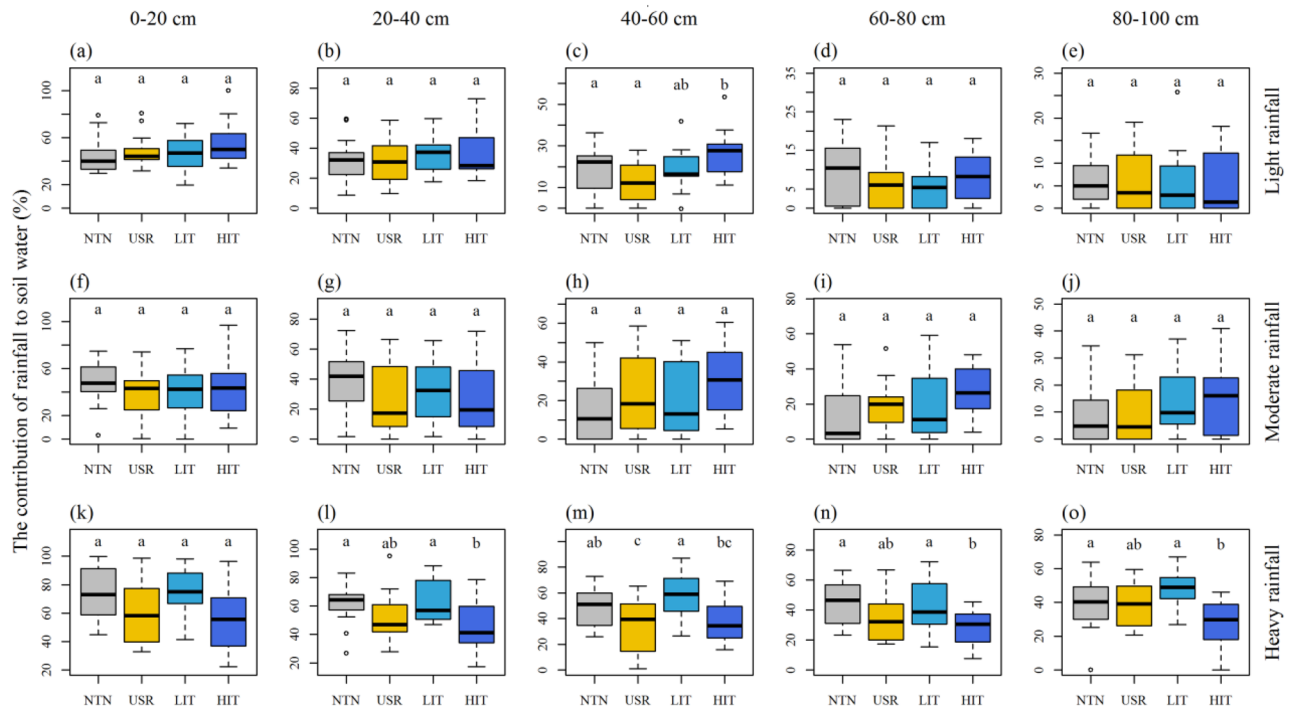 0-20 cm 20-40 cm 40-60 cm 60-80 cm 80-100 cm
The contribution of rainfall to soil water (%)
(a) (b) (c) (d) (e)
a a a a a a a a a a ab b a a a a a a a a
100 80 50 35 30
80 60 30 25 20
60 40 20 15 10
40 20 10 5 5
0 0 0 0 0
NTN USR LIT HIT NTN USR LIT HIT NTN USR LIT HIT NTN USR LIT HIT NTN USR LIT HIT
Light rainfall
(f) (g) (h) (i) (j)
a a a a a a a a a a a a a a a a a a a a
100 80 60 80 50
60 60 40 60 40
40 30
20 20 20 20 20
10
0 0 0 0 0
NTN USR LIT HIT NTN USR LIT HIT NTN USR LIT HIT NTN USR LIT HIT NTN USR LIT HIT
Moderate rainfall
(k) (l) (m) (n) (o)
a a a a a ab a b ab c a bc a ab a b a ab a b
100 100 100 80 80
80 80 80 60 60
60 60 60 40 40
40 40 40 20 20
20 20 20 0 0
0
NTN USR LIT HIT NTN USR LIT HIT NTN USR LIT HIT NTN USR LIT HIT NTN USR LIT HIT
Heavy rainfall